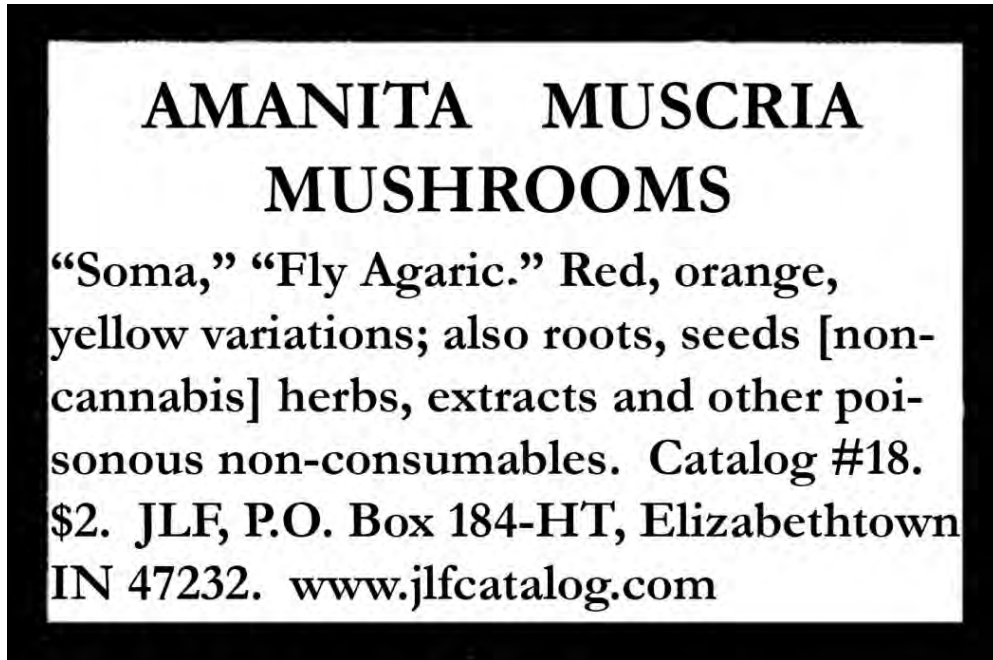 AMANITA MUSCRIA
MUSHROOMS
“Soma,” “Fly Agaric.” Red, orange,
yellow variations; also roots, seeds [non-
cannabis] herbs, extracts and other poi-
sonous non-consumables. Catalog #18.
$2. JLF, P.O. Box 184-HT, Elizabethtown
IN 47232. www.jlfcatalog.com